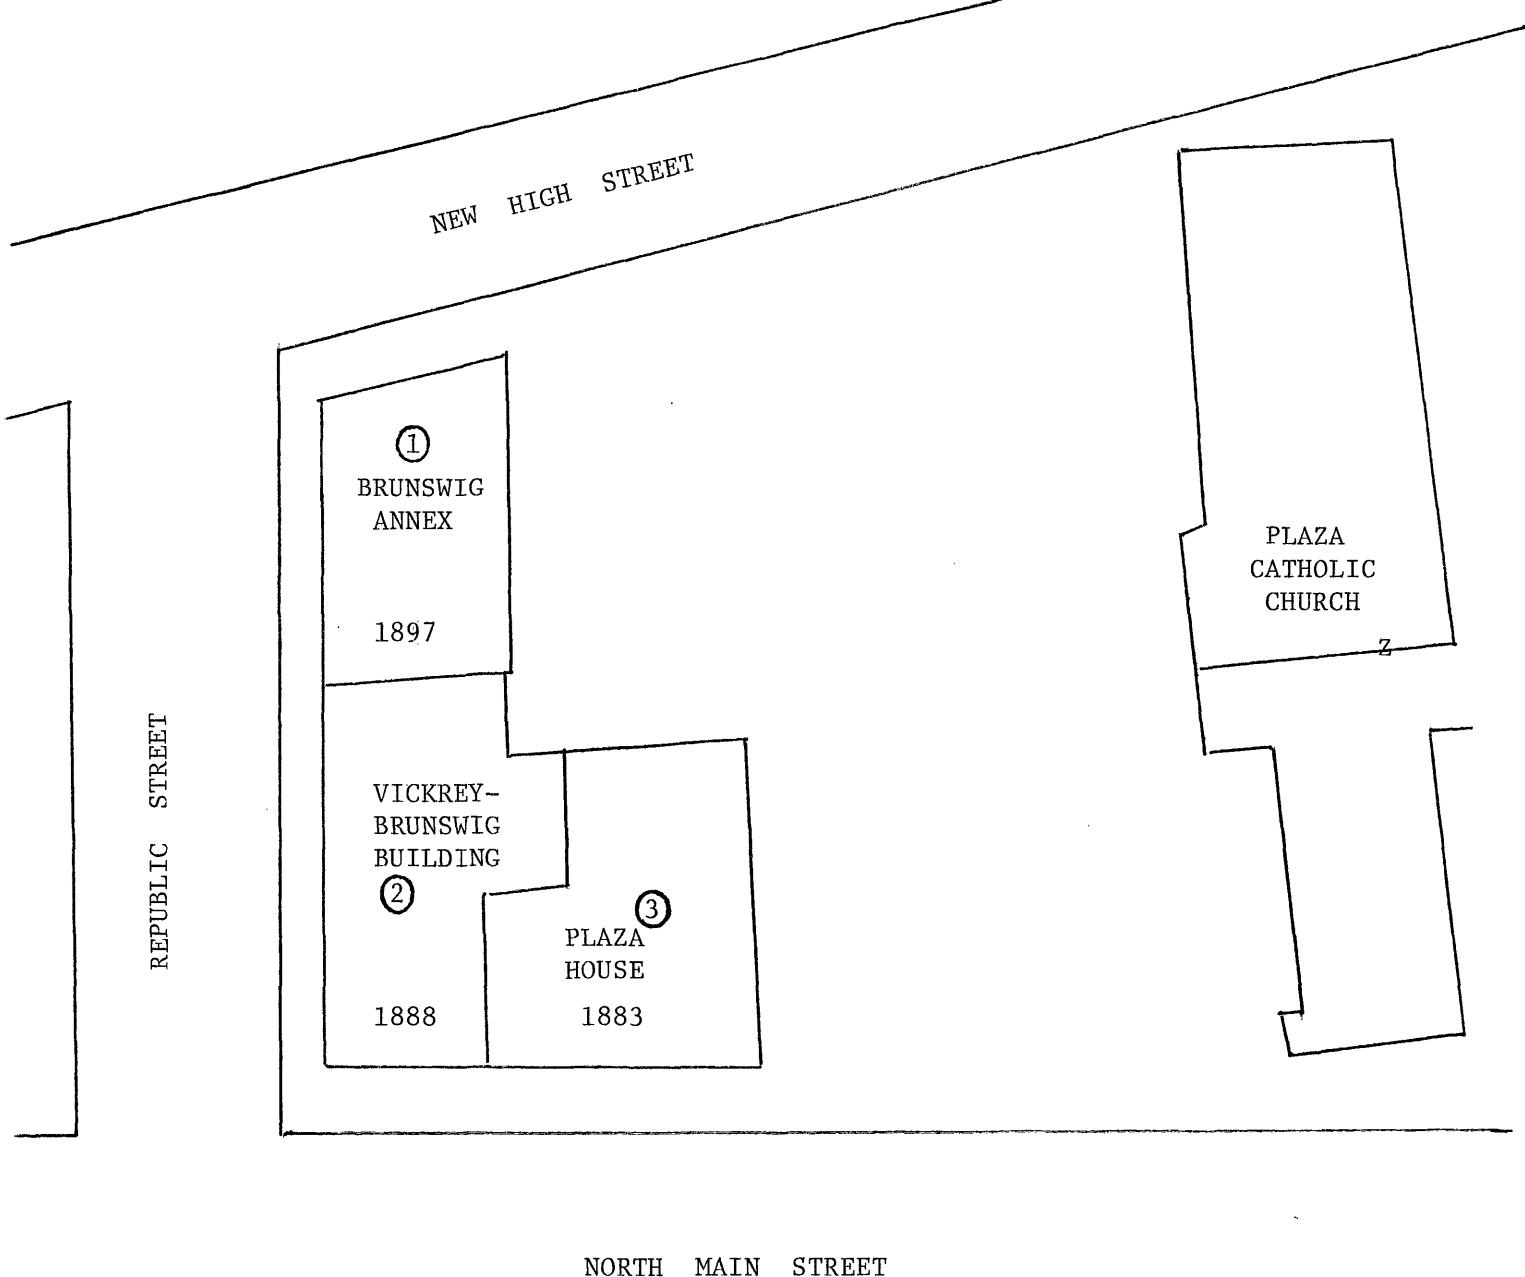 NEW HIGH STREET
1
BRUNSWIG
ANNEX
1897
PLAZA
CATHOLIC
CHURCH
Z
REPUBLIC STREET
VICKREY-
BRUNSWIG
BUILDING
2
1888
3
PLAZA
HOUSE
1883
NORTH MAIN STREET